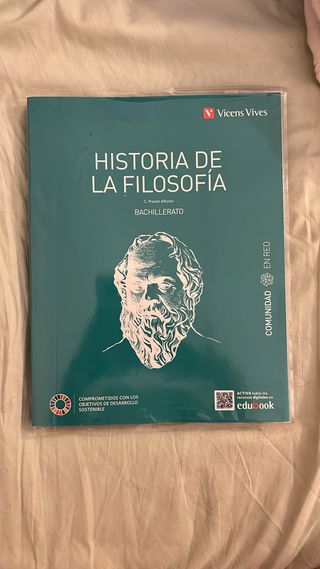 Vicens Vives
HISTORIA DE
LA FILOSOFÍA
C. Prestel Alfonso
BACHILLERATO
COMUNIDAD EN RED
COMPROMETIDOS CON LOS
OBJETIVOS DE DESARROLLO
SOSTENIBLE
ACTIVA todos los
recursos digitales en
edubook